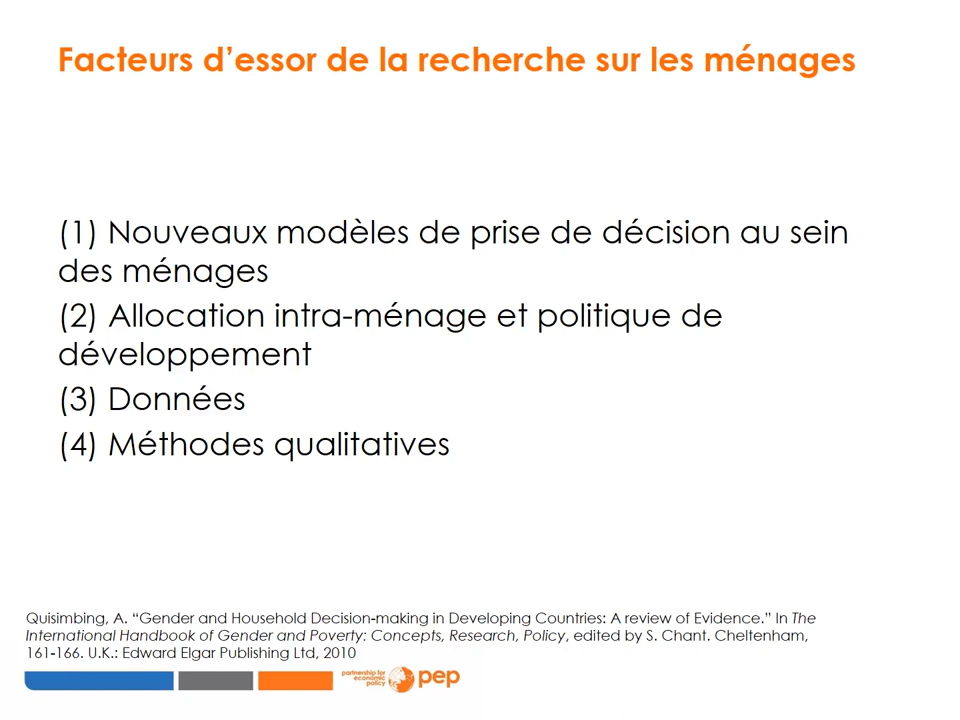 Facteurs d’essor de la recherche sur les ménages
(1) Nouveaux modèles de prise de décision au sein
des ménages
(2) Allocation intra-ménage et politique de
développement
(3) Données
(4) Méthodes qualitatives
Quisimbing, A. “Gender and Household Decision-making in Developing Countries: A review of Evidence.” In The
International Handbook of Gender and Poverty: Concepts, Research, Policy, edited by S. Chant. Cheltenham,
161-166. U.K.: Edward Elgar Publishing Ltd, 2010
partnership for
economic
policy
pep